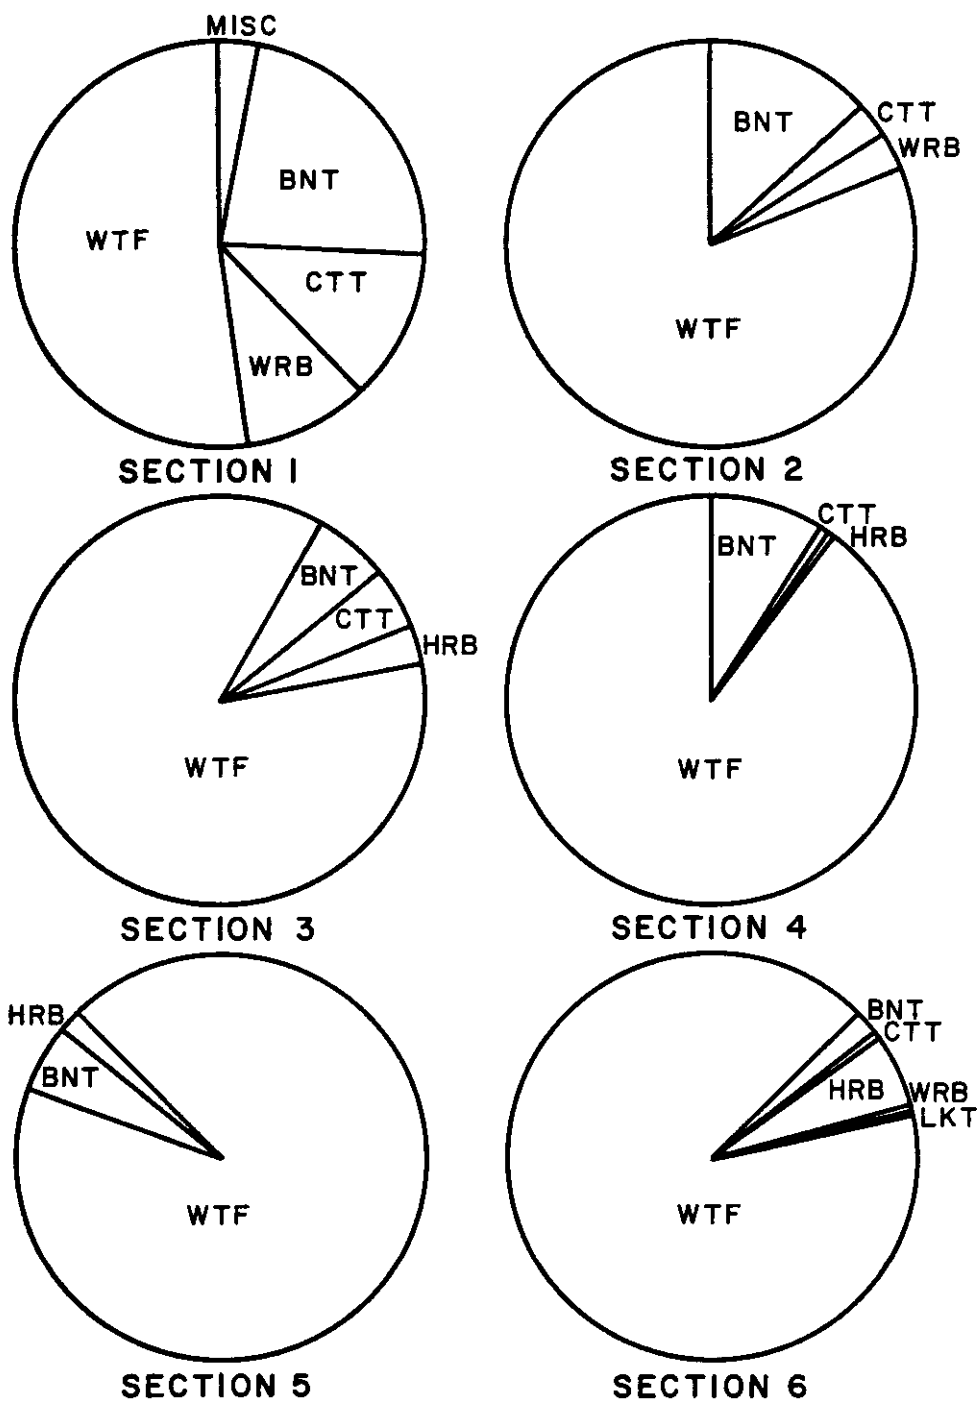 MISC
BNT
WTF
CTT
WRB
SECTION 1
BNT
CTT
WRB
WTF
SECTION 2
BNT
CTT
HRB
WTF
SECTION 3
CTT
BNT
HRB
WTF
SECTION 4
HRB
BNT
WTF
SECTION 5
BNT
CTT
HRB
WRB
LKT
WTF
SECTION 6